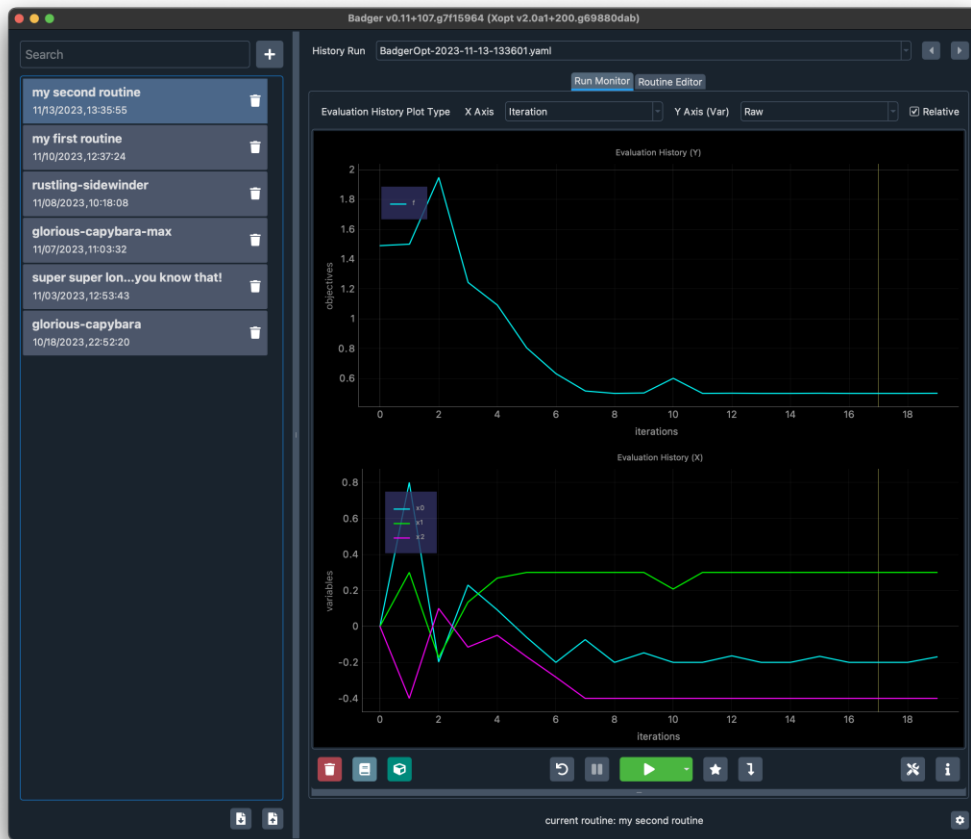 Badger v0.11+107.g7f15964 (Xopt v2.0a1+200.g69880dab)
Search
my second routine
11/13/2023,13:35:55
my first routine
11/10/2023,12:37:24
rustling-sidewinder
11/08/2023,10:18:08
glorious-capybara-max
11/07/2023,11:03:32
super super lon...you know that!
11/03/2023,12:53:43
glorious-capybara
10/18/2023,22:52:20
History Run BadgerOpt-2023-11-13-133601.yaml
Run Monitor Routine Editor
Evaluation History Plot Type X Axis Iteration Y Axis (Var) Raw Relative
Evaluation History (Y)
2
1.8
1.6
1.4
1.2
1
0.8
0.6
objectives
f
0 2 4 6 8 10 12 14 16 18
iterations
Evaluation History (X)
0.8
0.6
0.4
0.2
0
-0.2
-0.4
variables
x0
x1
x2
0 2 4 6 8 10 12 14 16 18
iterations
current routine: my second routine